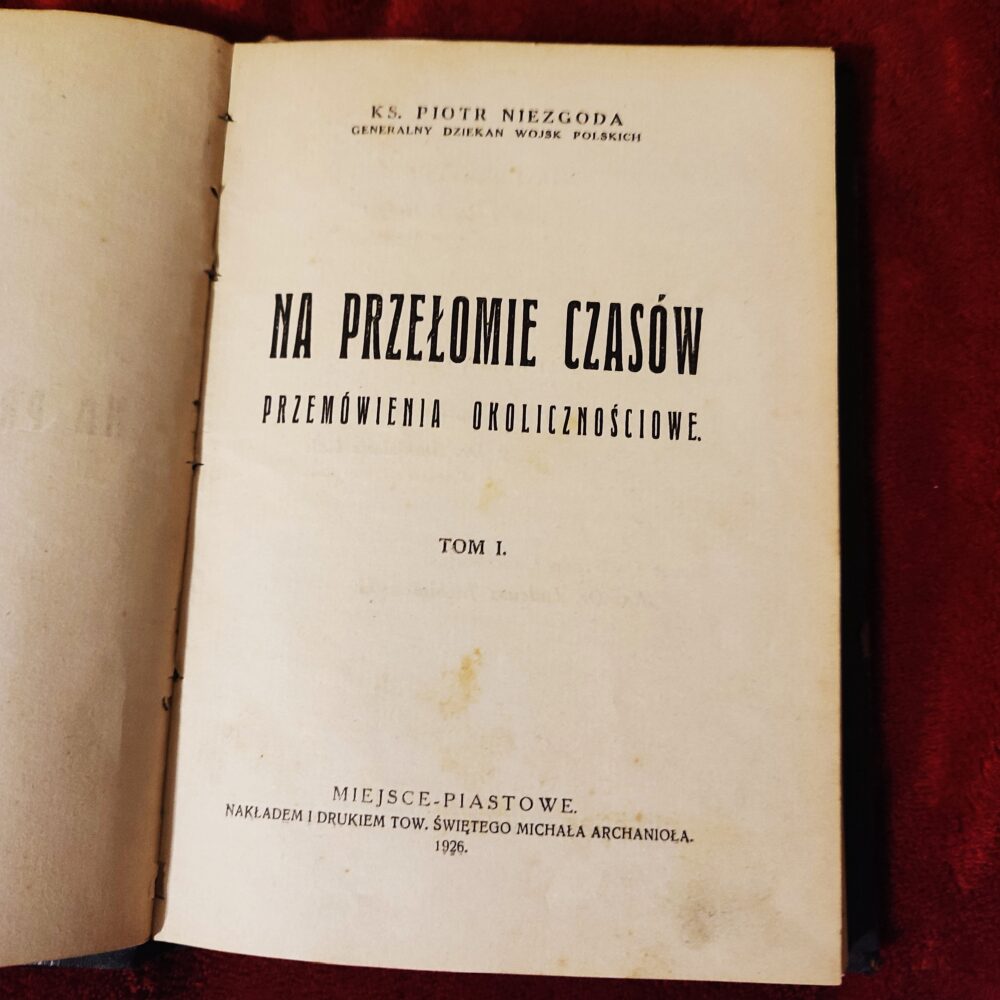 KS. PIOTR NIEZGODA
GENERALNY DZIEKAN WOJSK POLSKICH
NA PRZEŁOMIE CZASÓW
PRZEMÓWIENIA OKOLICZNOŚCIOWE.
TOM I.
MIEJSCE-PIASTOWE.
NAKŁADEM I DRUKIEM TOW. ŚWIĘTEGO MICHAŁA ARCHANIOŁA.
1926.